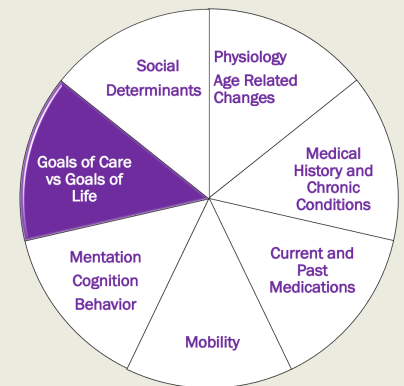 Social
Determinants
Physiology
Age Related
Changes
Medical
History and
Chronic
Conditions
Current and
Past
Medications
Mobility
Mentation
Cognition
Behavior
Goals of Care
vs Goals of
Life